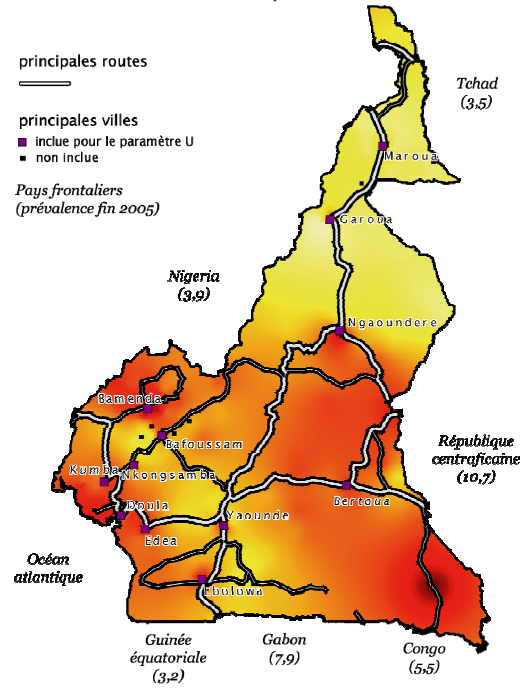 principales routes
principales villes
inclue pour le paramètre U
non inclue
Pays frontaliers
(prévalence fin 2005)
Tchad
(3,5)
Maroua
Garoua
Nigeria
(3,9)
Ngaoundere
Bamenda
Bafoussam
Kumba
Nkongsamba
République
centraficaine
(10,7)
Bertoua
Doula
Yaounde
Edea
Océan
atlantique
Ebolowa
Guinée
équatoriale
(3,2)
Gabon
(7,9)
Congo
(5,5)